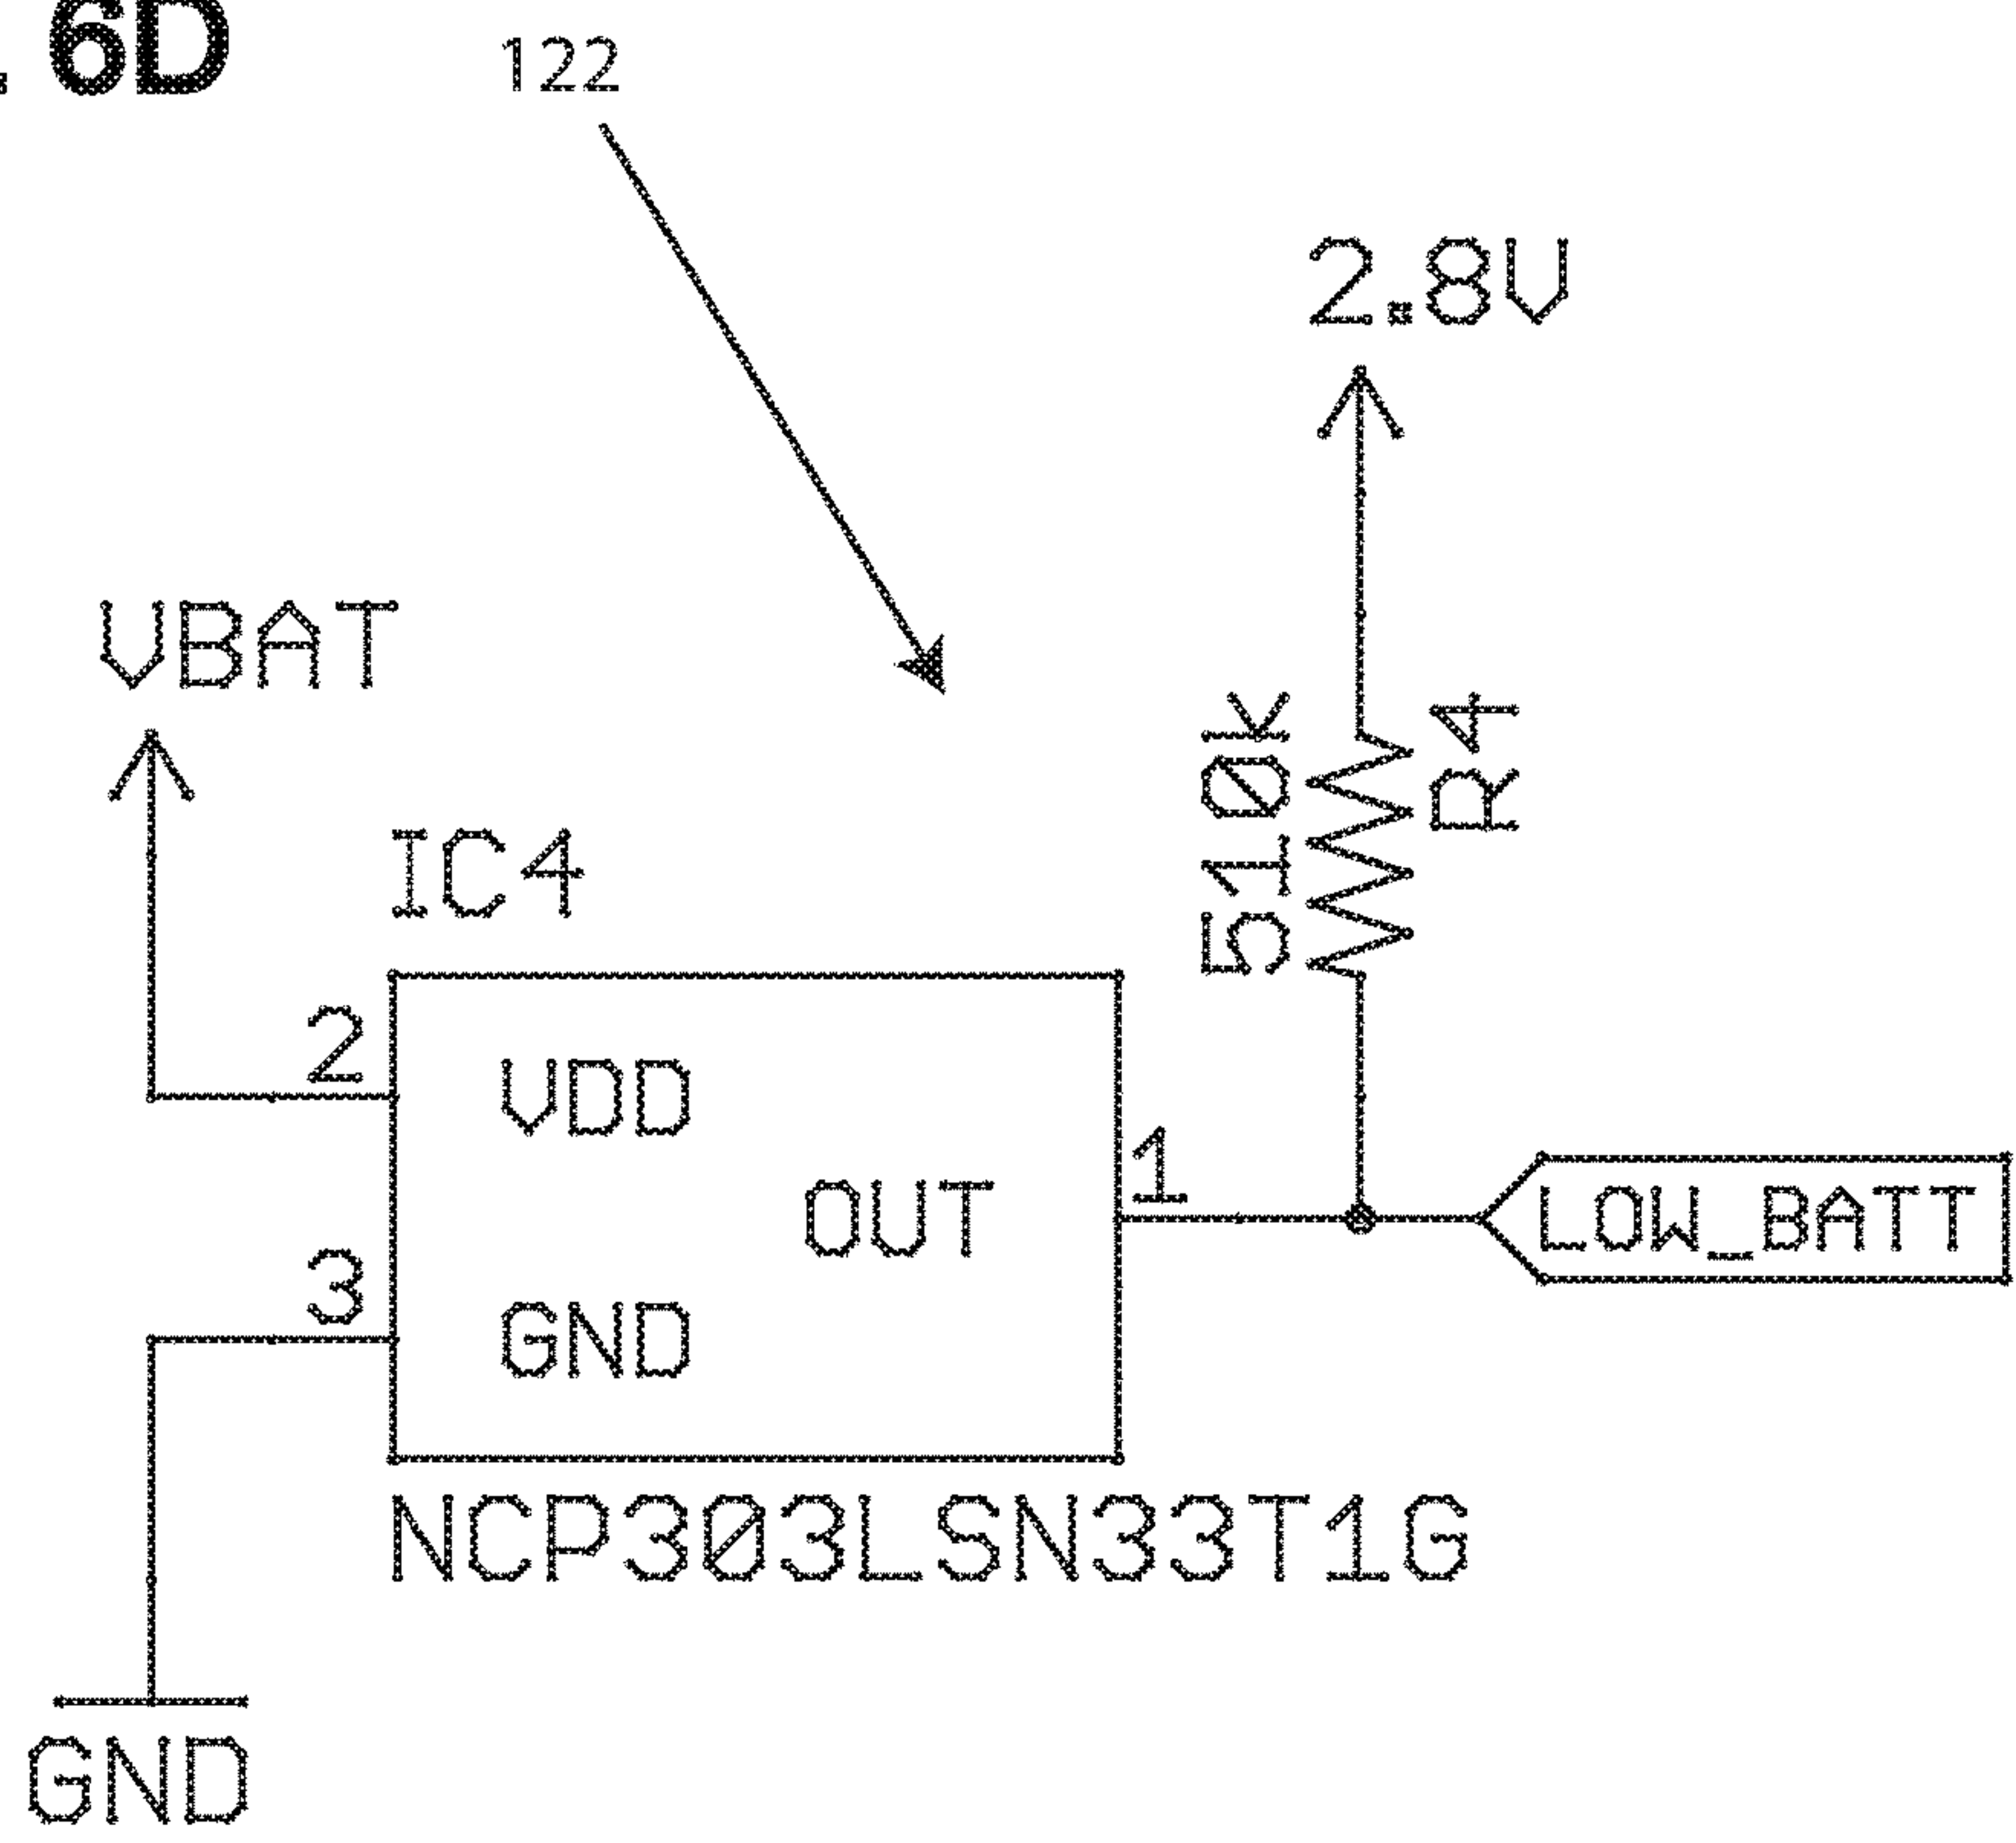 . 6D
122
2.8V
VBAT
510k
R4
IC4
2
VDD
1
OUT
LOW_BATT
3
GND
NCP303LSN33T1G
GND